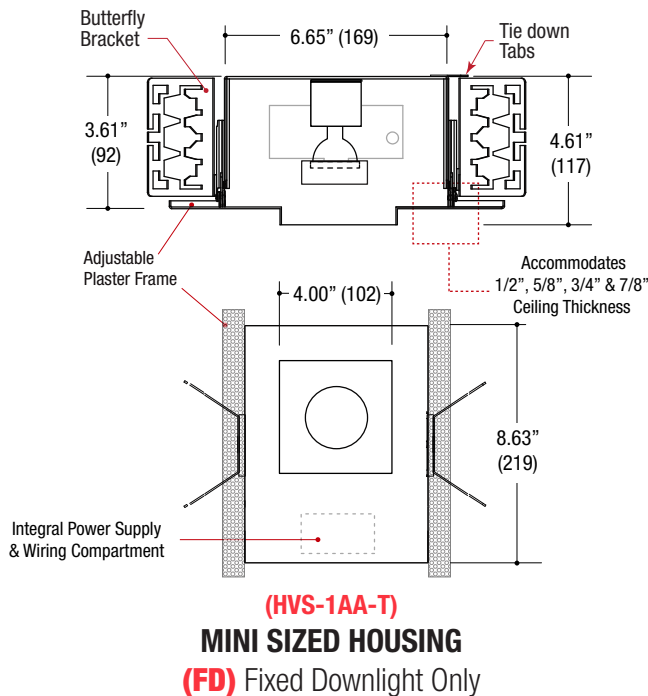 Butterfly
Bracket
6.65” (169)
Tie down
Tabs
3.61”
(92)
4.61”
(117)
Adjustable
Plaster Frame
Accommodates
1/2”, 5/8”, 3/4” & 7/8”
Ceiling Thickness
4.00” (102)
8.63”
(219)
Integral Power Supply
& Wiring Compartment
(HVS-1AA-T)
MINI SIZED HOUSING
(FD) Fixed Downlight Only